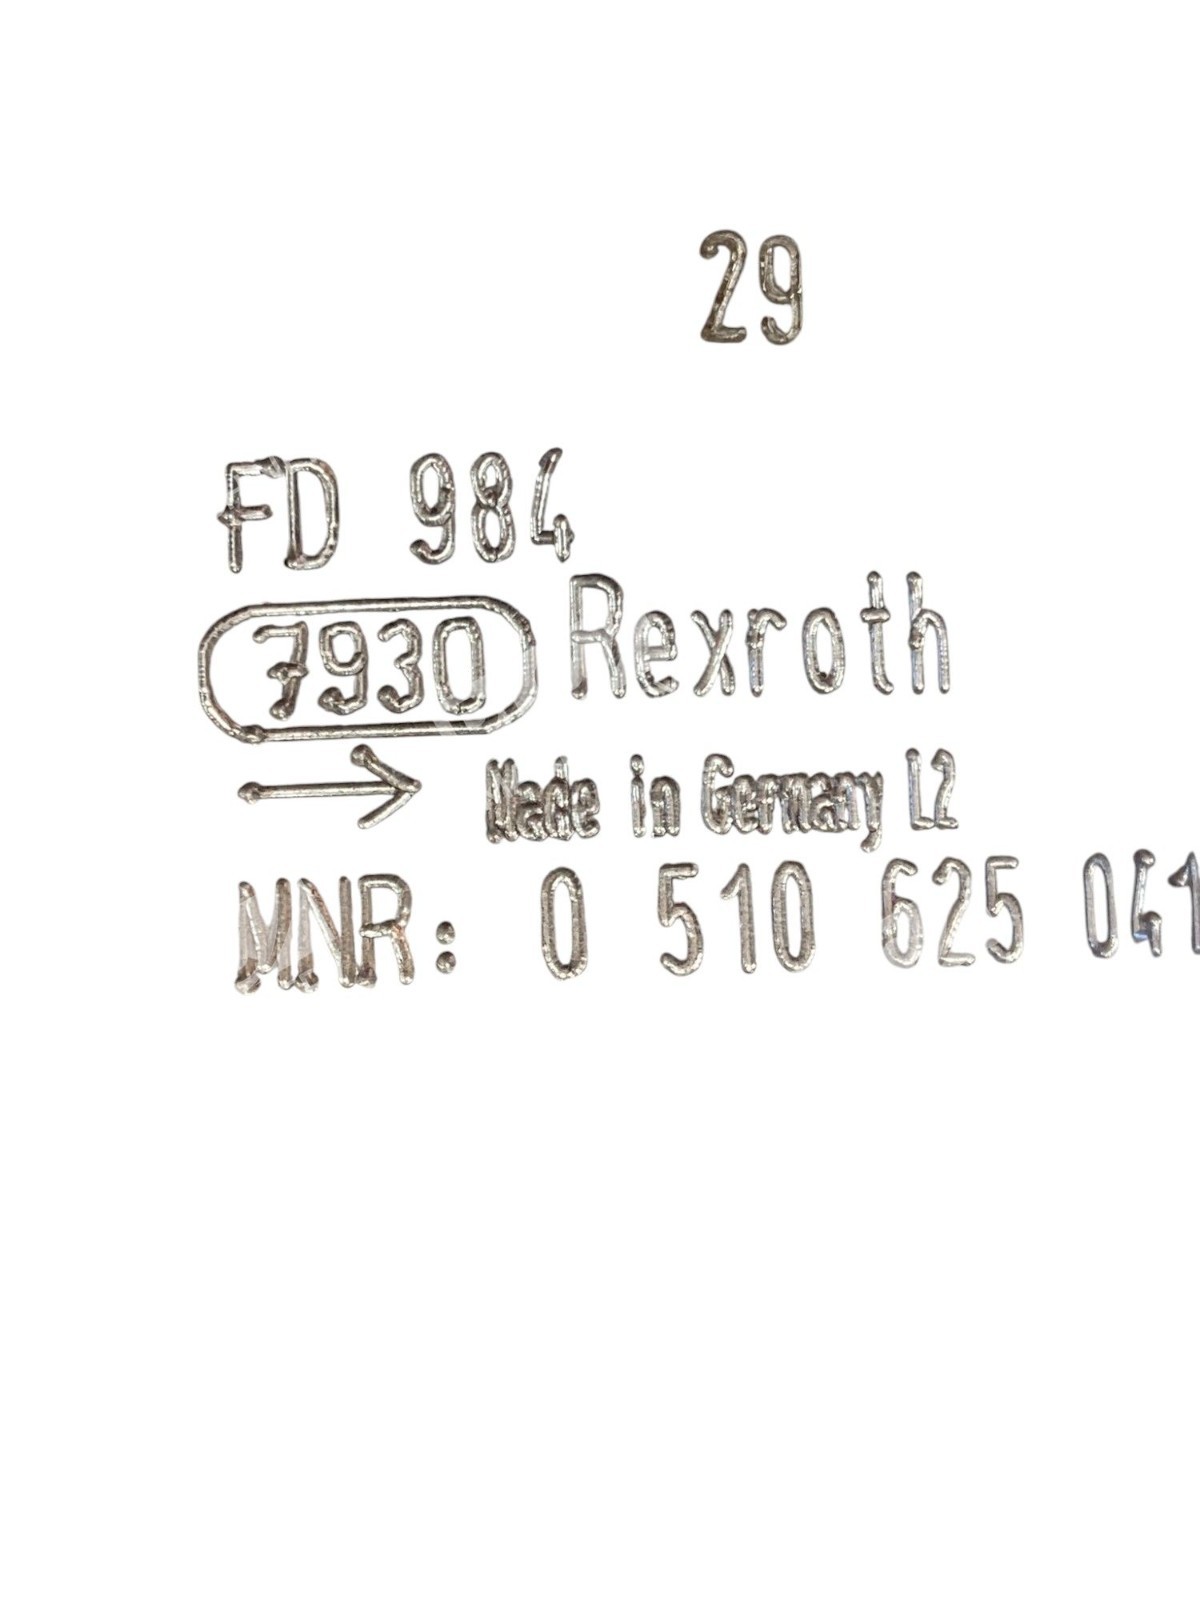 29
FD 984
7930 Rexroth
→ Made in Germany L2
MNR: 0 510 625 041